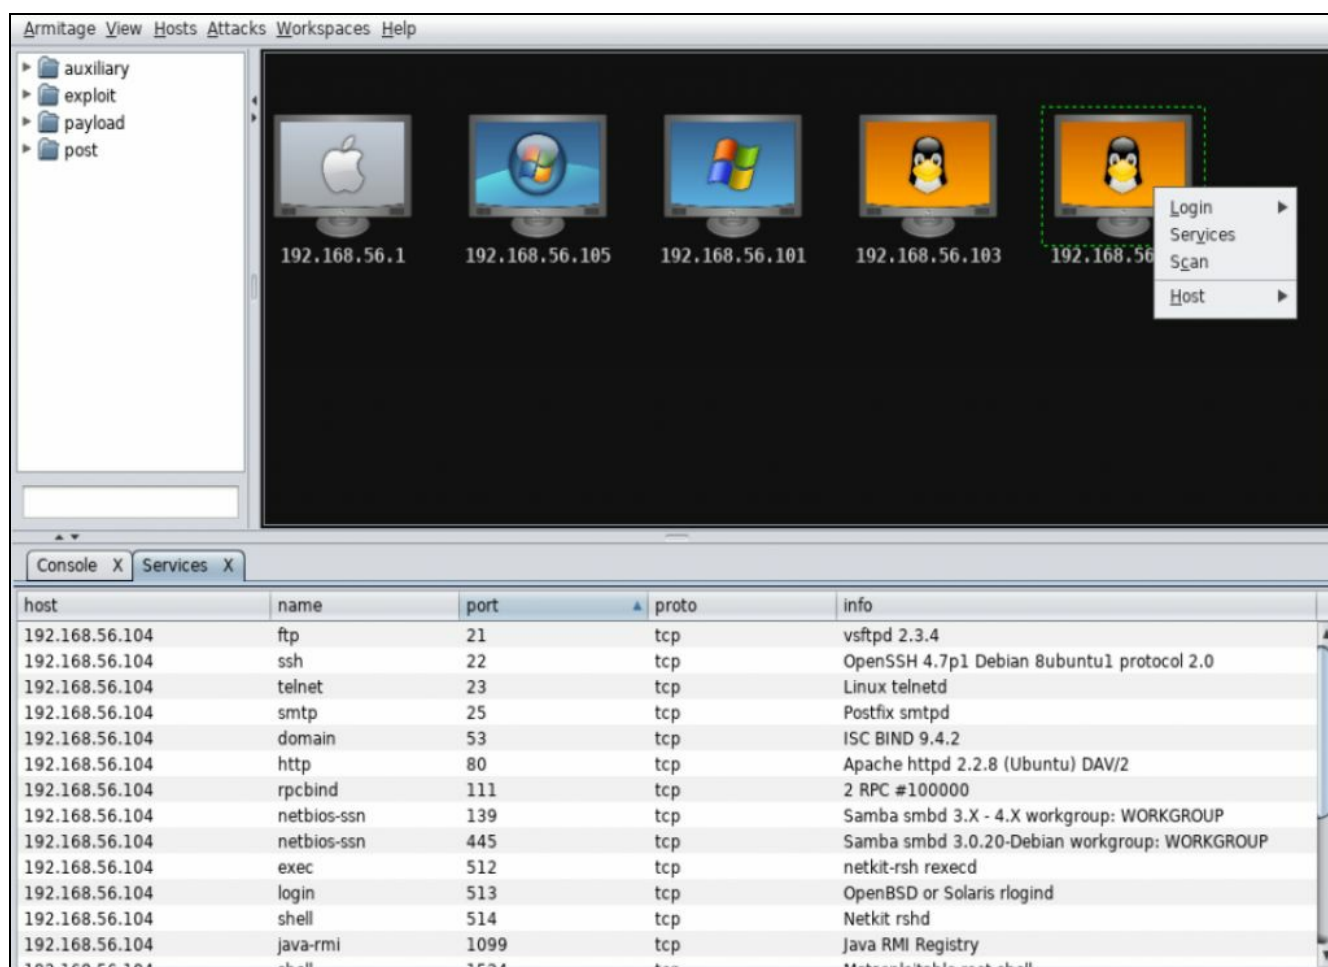 Armitage View Hosts Attacks Workspaces Help
auxiliary
exploit
payload
post
192.168.56.1 192.168.56.105 192.168.56.101 192.168.56.103 192.168.56
Login
Services
Scan
Host
Console X Services X
host name port proto info
192.168.56.104 ftp 21 tcp vsftpd 2.3.4
192.168.56.104 ssh 22 tcp OpenSSH 4.7p1 Debian 8ubuntu1 protocol 2.0
192.168.56.104 telnet 23 tcp Linux telnetd
192.168.56.104 smtp 25 tcp Postfix smtpd
192.168.56.104 domain 53 tcp ISC BIND 9.4.2
192.168.56.104 http 80 tcp Apache httpd 2.2.8 (Ubuntu) DAV/2
192.168.56.104 rpcbind 111 tcp 2 RPC #100000
192.168.56.104 netbios-ssn 139 tcp Samba smbd 3.X - 4.X workgroup: WORKGROUP
192.168.56.104 netbios-ssn 445 tcp Samba smbd 3.0.20-Debian workgroup: WORKGROUP
192.168.56.104 exec 512 tcp netkit-rsh rexecd
192.168.56.104 login 513 tcp OpenBSD or Solaris rlogind
192.168.56.104 shell 514 tcp Netkit rshd
192.168.56.104 java-rmi 1099 tcp Java RMI Registry